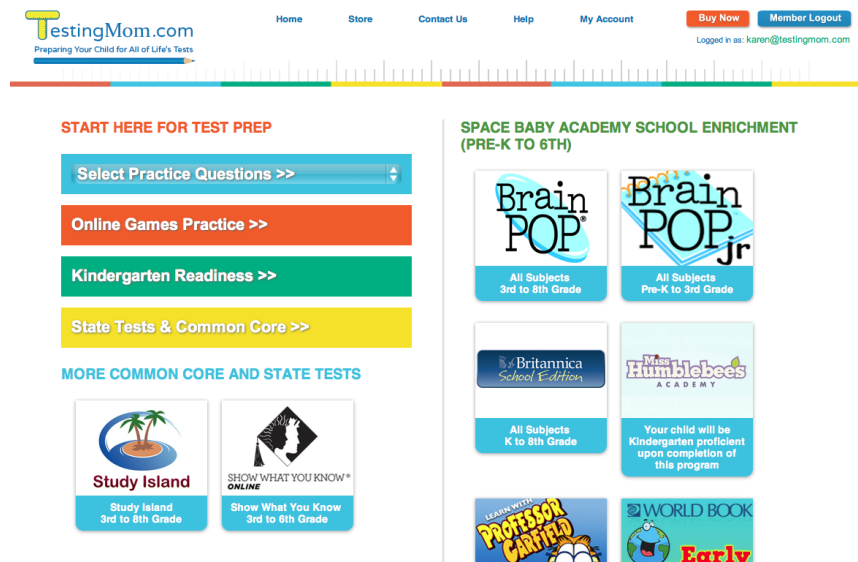 TestingMom.com
Preparing Your Child for All of Life's Tests
Home
Store
Contact Us
Help
My Account
Buy Now
Member Logout
Logged in as: karen@testingmom.com
START HERE FOR TEST PREP
Select Practice Questions >>
Online Games Practice >>
Kindergarten Readiness >>
State Tests & Common Core >>
MORE COMMON CORE AND STATE TESTS
Study Island
Study Island
3rd to 8th Grade
SHOW WHAT YOU KNOW®
ONLINE
Show What You Know
3rd to 6th Grade
SPACE BABY ACADEMY SCHOOL ENRICHMENT
(PRE-K TO 6TH)
Brain
POP®
All Subjects
3rd to 8th Grade
Brain
POP
jr
All Subjects
Pre-K to 3rd Grade
Britannica
School Edition
All Subjects
K to 8th Grade
Miss
Humblebees
ACADEMY
Your child will be
Kindergarten proficient
upon completion of
this program
LEARN WITH
PROFESSOR
GARFIELD
WORLD BOOK
Early